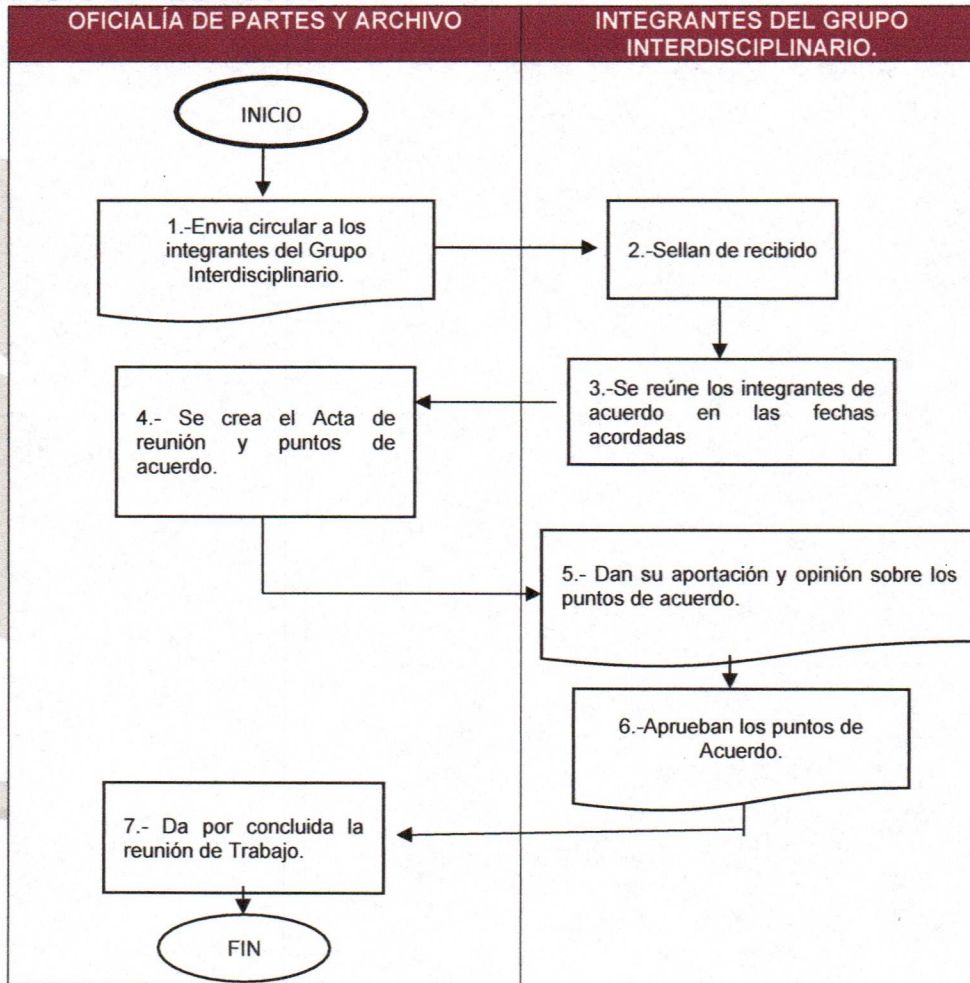 OFICIALÍA DE PARTES Y ARCHIVO
INTEGRANTES DEL GRUPO
INTERDISCIPLINARIO.
INICIO
1.-Envia circular a los
integrantes del Grupo
Interdisciplinario.
2.-Sellan de recibido
3.-Se reúne los integrantes de
acuerdo en las fechas
acordadas
4.- Se crea el Acta de
reunión y puntos de
acuerdo.
5.- Dan su aportación y opinión sobre los
puntos de acuerdo.
6.-Aprueban los puntos de
Acuerdo.
7.- Da por concluida la
reunión de Trabajo.
FIN